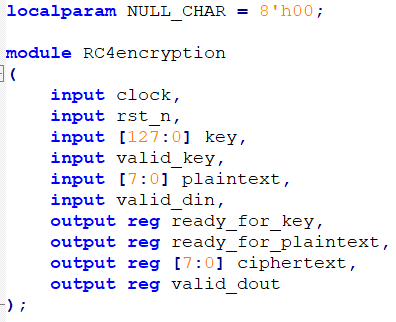 localparam NULL_CHAR = 8'h00;
module RC4encryption
(
input clock,
input rst_n,
input [127:0] key,
input valid_key,
input [7:0] plaintext,
input valid_din,
output reg ready_for_key,
output reg ready_for_plaintext,
output reg [7:0] ciphertext,
output reg valid_dout
);